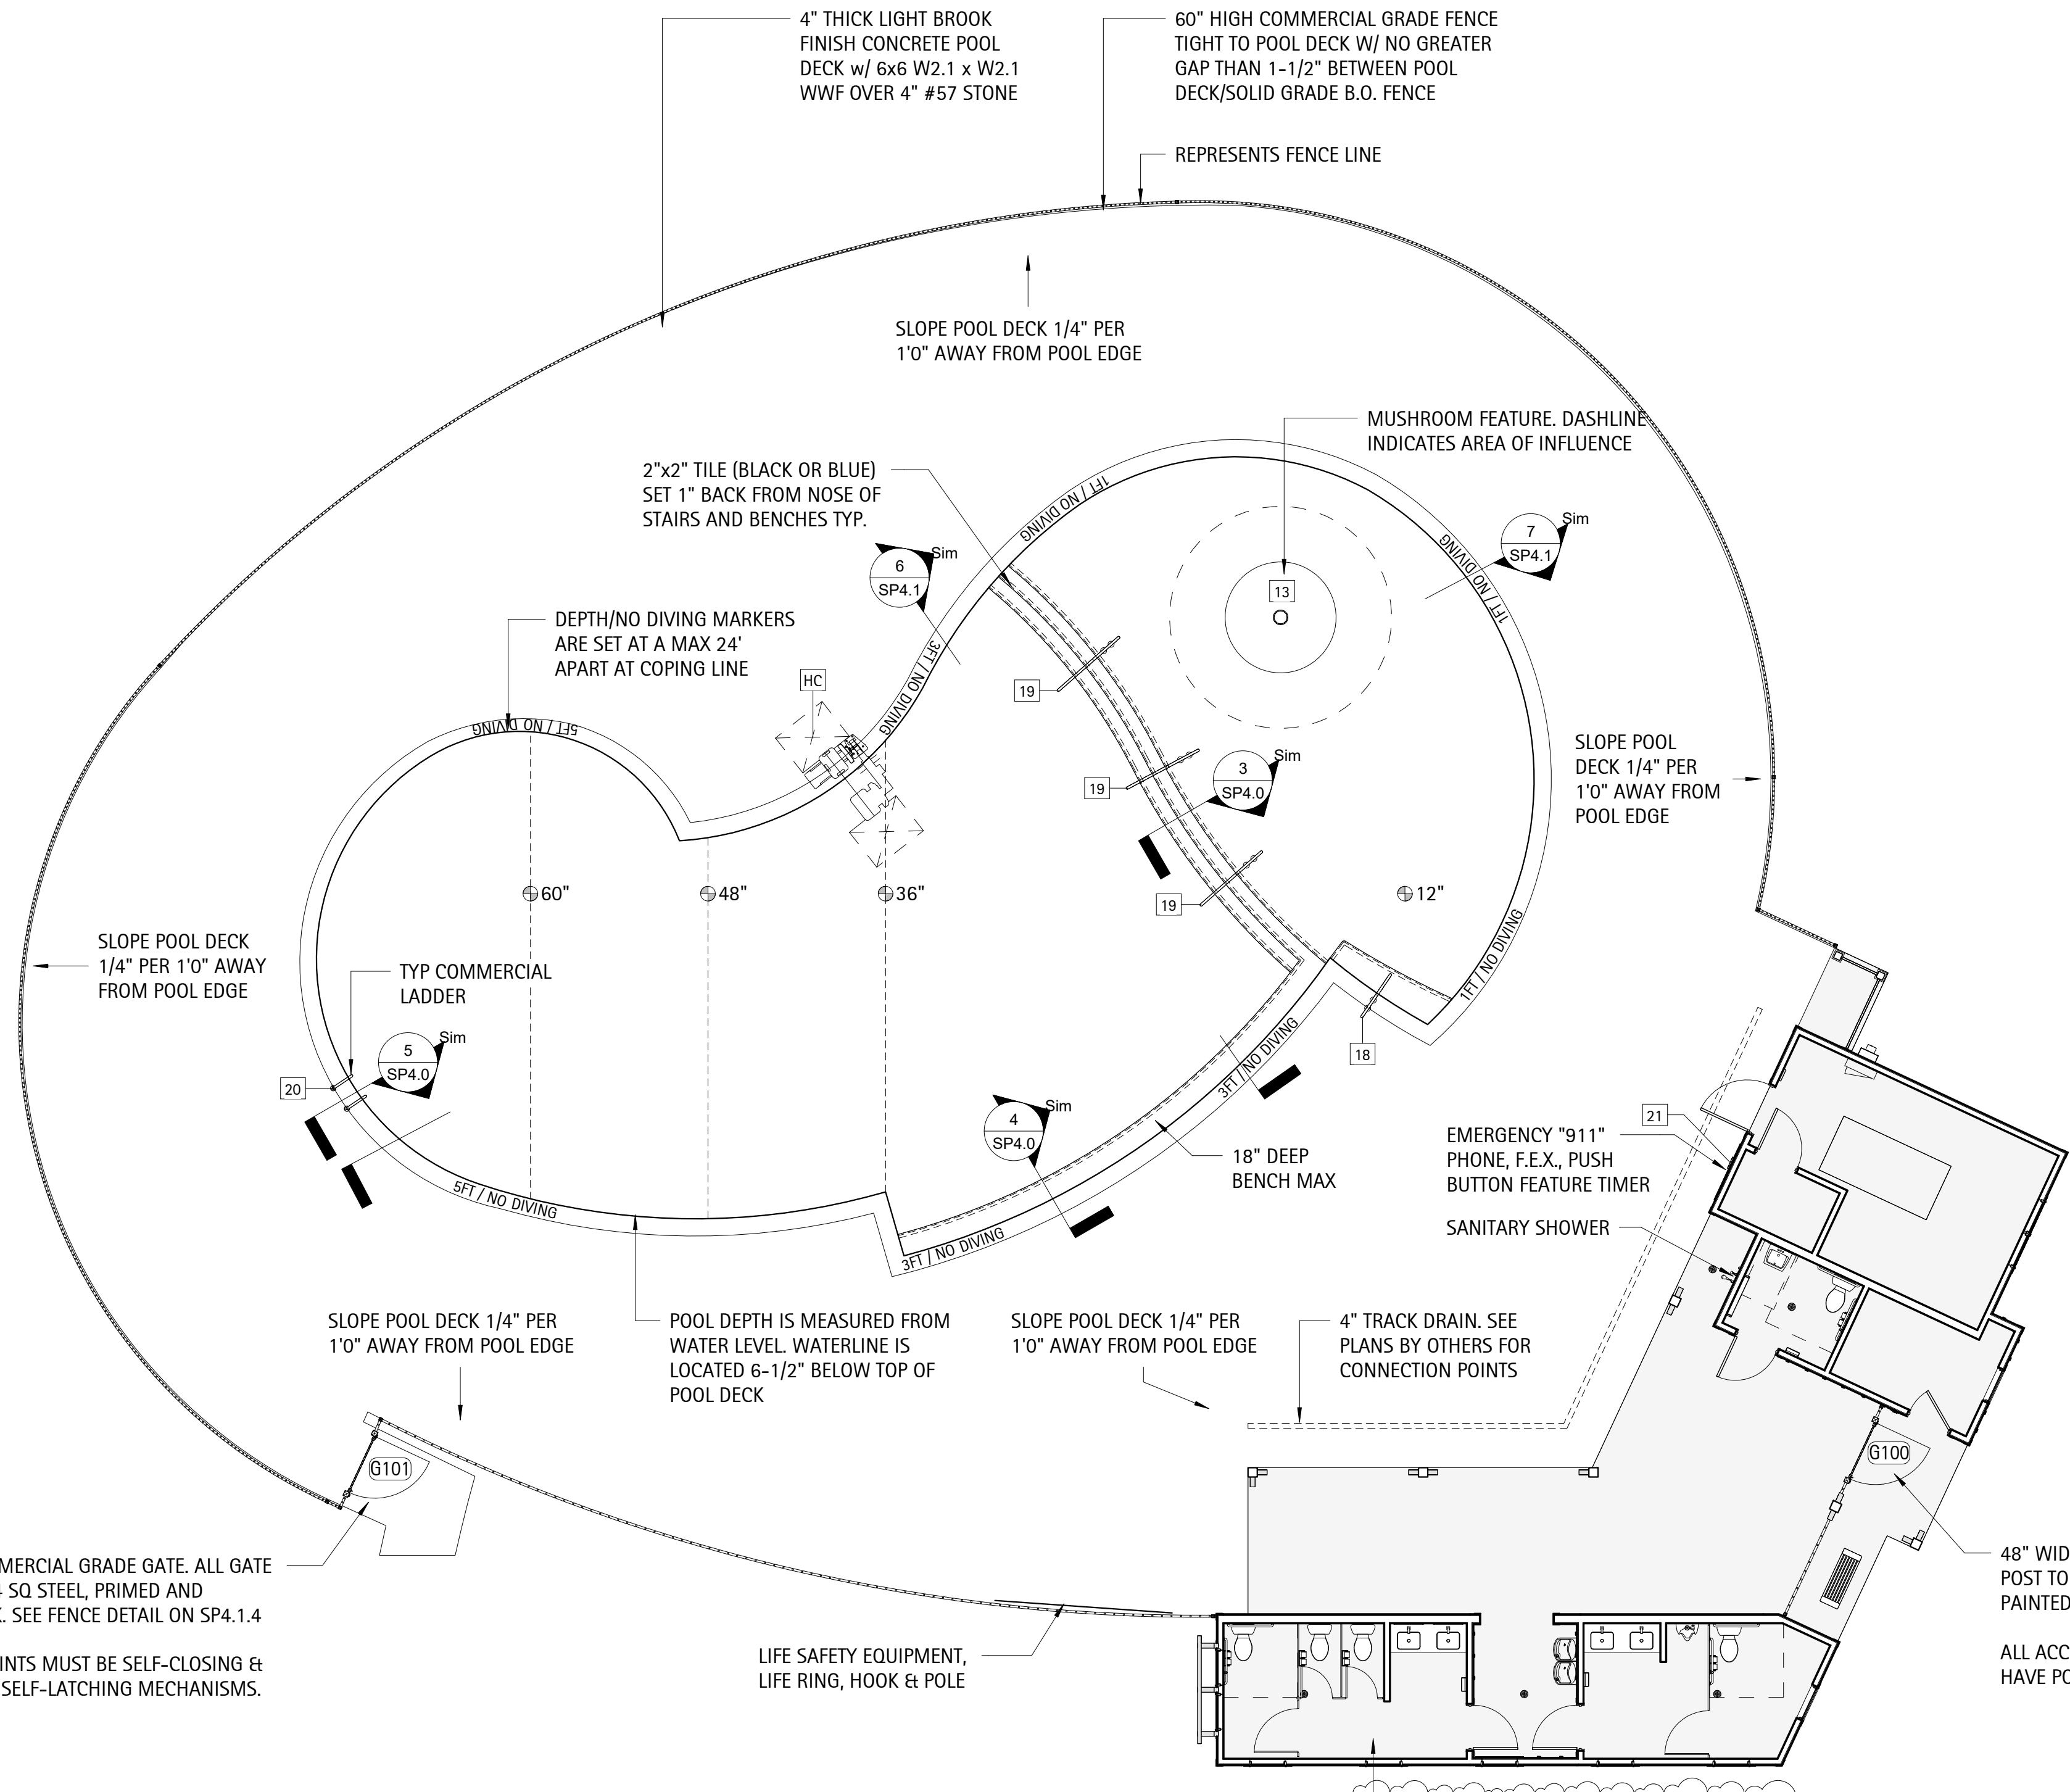 4" THICK LIGHT BROOK
FINISH CONCRETE POOL
DECK w/ 6x6 W2.1 x W2.1
WWF OVER 4" #57 STONE
60" HIGH COMMERCIAL GRADE FENCE
TIGHT TO POOL DECK W/ NO GREATER
GAP THAN 1-1/2" BETWEEN POOL
DECK/SOLID GRADE B.O. FENCE
REPRESENTS FENCE LINE
SLOPE POOL DECK 1/4" PER
1'0" AWAY FROM POOL EDGE
MUSHROOM FEATURE. DASHLINE
INDICATES AREA OF INFLUENCE
2"x2" TILE (BLACK OR BLUE)
SET 1" BACK FROM NOSE OF
STAIRS AND BENCHES TYP.
1FT / NO DIVING
1FT / NO DIVING
7
SP4.1
Sim
6
SP4.1
Sim
13
DEPTH/NO DIVING MARKERS
ARE SET AT A MAX 24'
APART AT COPING LINE
HC
3FT / NO DIVING
19
5FT / NO DIVING
SLOPE POOL
DECK 1/4" PER
1'0" AWAY FROM
POOL EDGE
3
SP4.0
Sim
19
60"
48"
36"
19
12"
1FT / NO DIVING
SLOPE POOL DECK
1/4" PER 1'0" AWAY
FROM POOL EDGE
TYP COMMERCIAL
LADDER
5
SP4.0
Sim
20
18
3FT / NO DIVING
4
SP4.0
Sim
21
EMERGENCY "911"
PHONE, F.E.X., PUSH
BUTTON FEATURE TIMER
18" DEEP
BENCH MAX
5FT / NO DIVING
3FT / NO DIVING
SANITARY SHOWER
SLOPE POOL DECK 1/4" PER
1'0" AWAY FROM POOL EDGE
POOL DEPTH IS MEASURED FROM
WATER LEVEL. WATERLINE IS
LOCATED 6-1/2" BELOW TOP OF
POOL DECK
SLOPE POOL DECK 1/4" PER
1'0" AWAY FROM POOL EDGE
4" TRACK DRAIN. SEE
PLANS BY OTHERS FOR
CONNECTION POINTS
G101
G100
MERCIAL GRADE GATE. ALL GATE
SQ STEEL, PRIMED AND
SEE FENCE DETAIL ON SP4.1.4
INTS MUST BE SELF-CLOSING &
SELF-LATCHING MECHANISMS.
LIFE SAFETY EQUIPMENT,
LIFE RING, HOOK & POLE
48" WID
POST TO
PAINTED
ALL ACC
HAVE PO